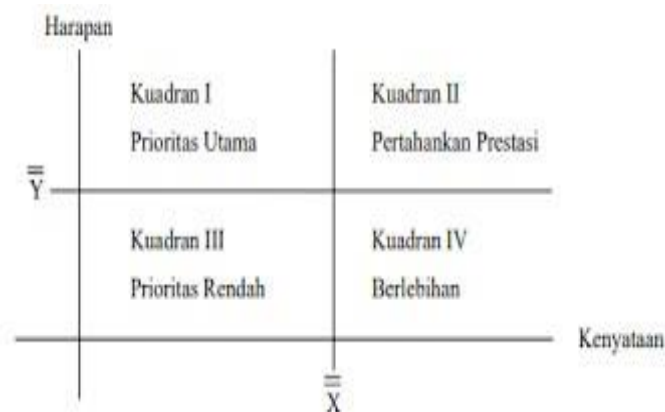 Harapan
Kuadran I
Prioritas Utama
Kuadran II
Pertahankan Prestasi
Y
Kuadran III
Prioritas Rendah
Kuadran IV
Berlebihan
Kenyataan
X